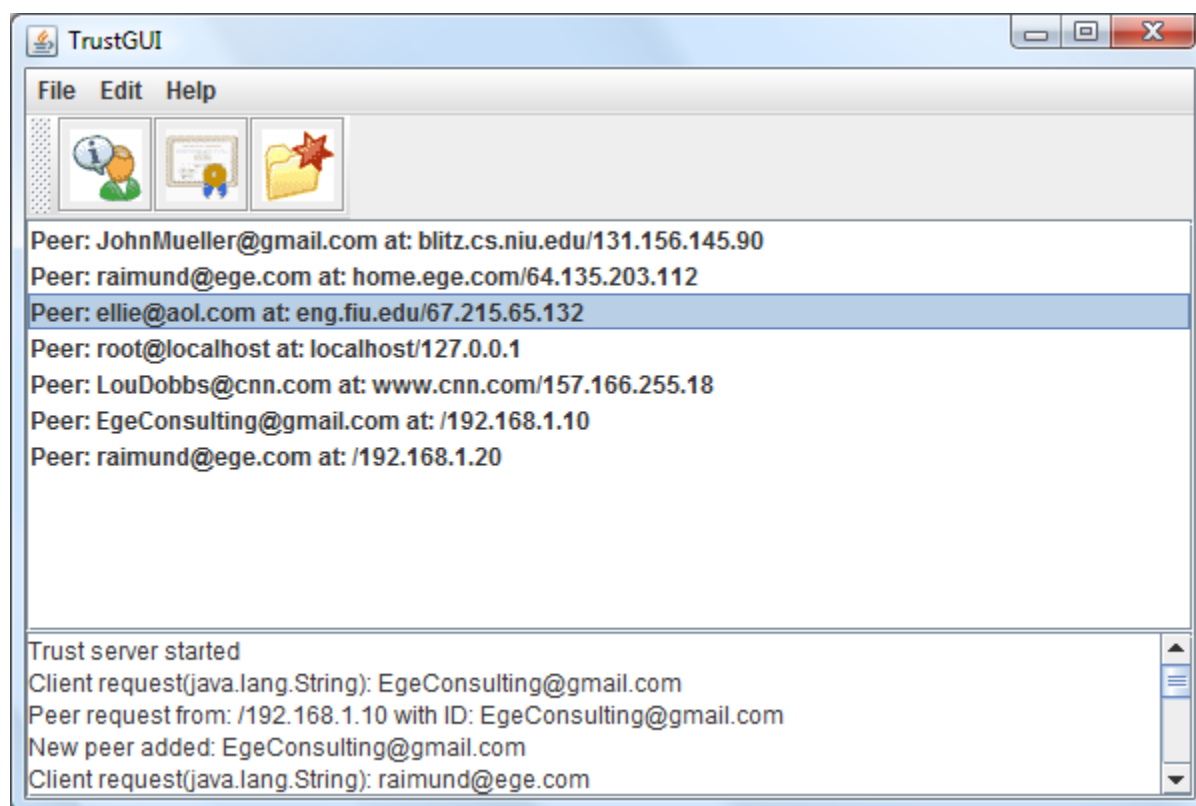 TrustGUI
File Edit Help
Peer: JohnMueller@gmail.com at: blitz.cs.niu.edu/131.156.145.90
Peer: raimund@ege.com at: home.ege.com/64.135.203.112
Peer: ellie@aol.com at: eng.fiu.edu/67.215.65.132
Peer: root@localhost at: localhost/127.0.0.1
Peer: LouDobbs@cnn.com at: www.cnn.com/157.166.255.18
Peer: EgeConsulting@gmail.com at: /192.168.1.10
Peer: raimund@ege.com at: /192.168.1.20
Trust server started
Client request(java.lang.String): EgeConsulting@gmail.com
Peer request from: /192.168.1.10 with ID: EgeConsulting@gmail.com
New peer added: EgeConsulting@gmail.com
Client request(java.lang.String): raimund@ege.com